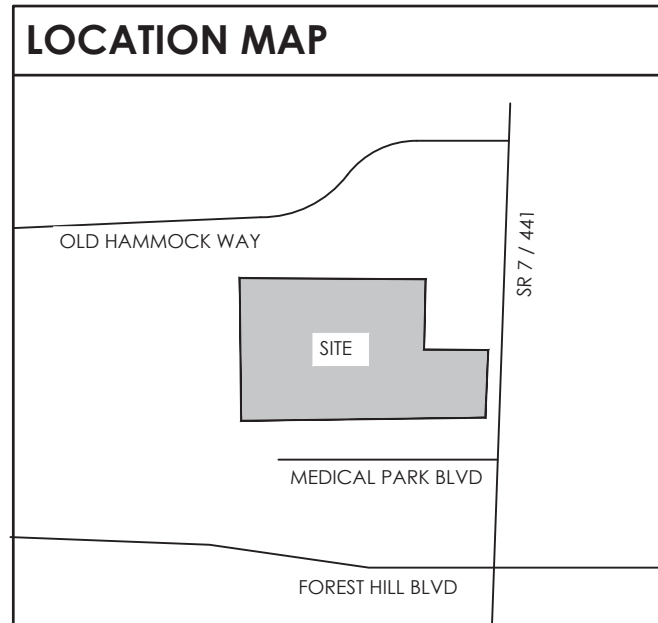 LOCATION MAP
OLD HAMMOCK WAY
SR 7 / 441
SITE
MEDICAL PARK BLVD
FOREST HILL BLVD